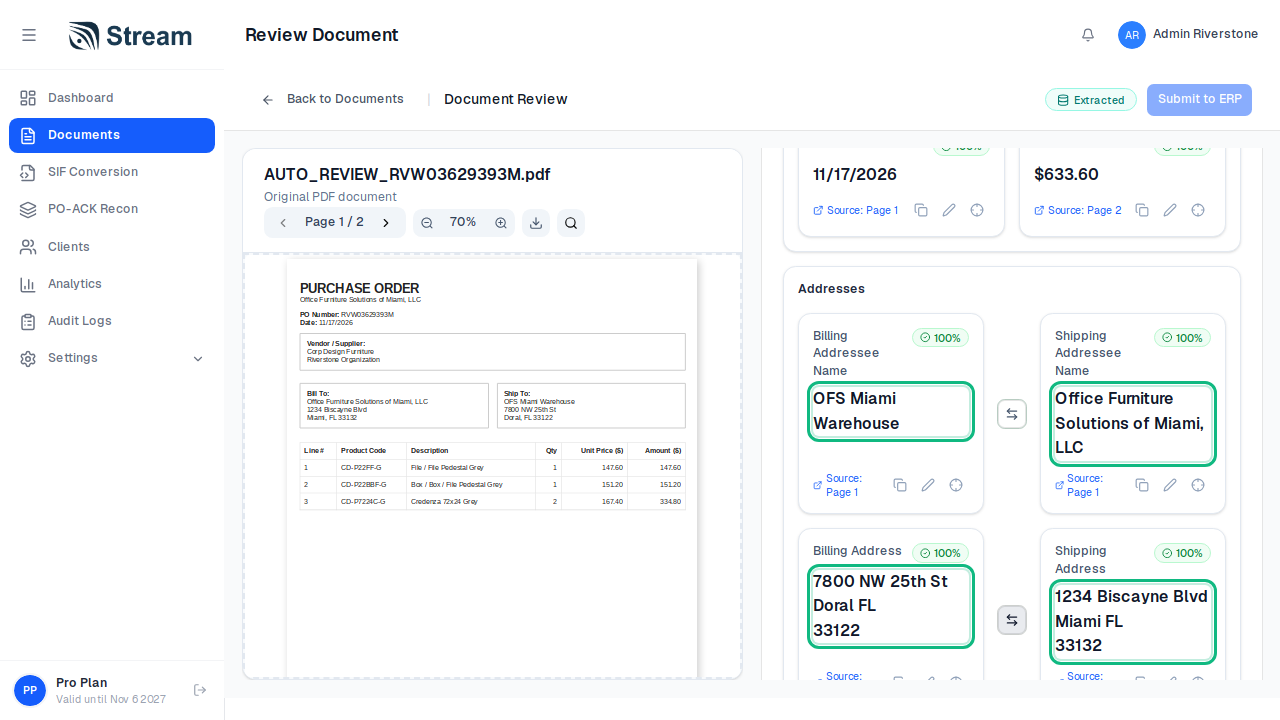 Stream
Review Document
AR
Admin Riverstone
Dashboard
Documents
SIF Conversion
PO-ACK Recon
Clients
Analytics
Audit Logs
Settings
PP
Pro Plan
Valid until Nov 6 2027
Back to Documents
Document Review
Extracted
Submit to ERP
AUTO_REVIEW_RVW03629393M.pdf
Original PDF document
Page 1 / 2
70%
PURCHASE ORDER
Office Furniture Solutions of Miami, LLC
PO Number: RVW03629393M
Date: 11/17/2026
Vendor / Supplier:
Corp Design Furniture
Riverstone Organization
Bill To:
Office Furniture Solutions of Miami, LLC
1234 Biscayne Blvd
Miami, FL 33132
Ship To:
OFS Miami Warehouse
7800 NW 25th St
Doral, FL 33122
Line # Product Code Description Qty Unit Price ($) Amount ($)
1 CD-P22FF-G File / File Pedestal Grey 1 147.60 147.60
2 CD-P22BBF-G Box / Box / File Pedestal Grey 1 151.20 151.20
3 CD-P7224C-G Credenza 72x24 Grey 2 167.40 334.80
100%
11/17/2026
Source: Page 1
100%
$633.60
Source: Page 2
Addresses
Billing
Addressee
Name
100%
OFS Miami
Warehouse
Source:
Page 1
Shipping
Addressee
Name
100%
Office Furniture
Solutions of Miami,
LLC
Source:
Page 1
Billing Address
100%
7800 NW 25th St
Doral FL
33122
Source:
Shipping
Address
100%
1234 Biscayne Blvd
Miami FL
33132
Source: